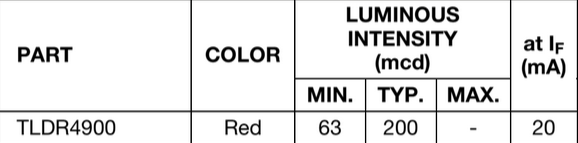 PART COLOR LUMINOUS INTENSITY (mcd) at IF (mA)
MIN. TYP. MAX.
TLDR4900 Red 63 200 - 20